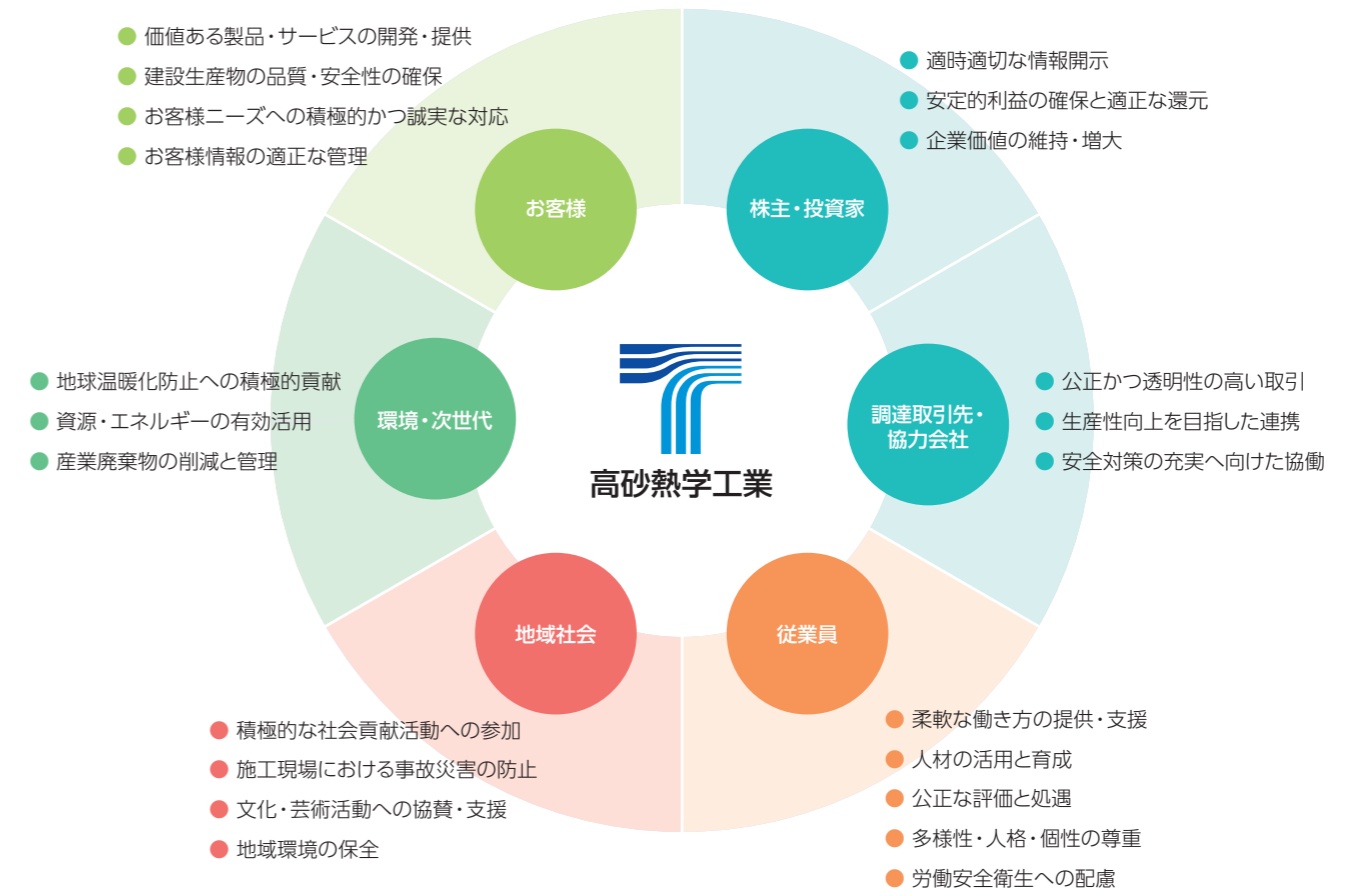 お客様
価値ある製品・サービスの開発・提供
建設生産物の品質・安全性の確保
お客様ニーズへの積極的かつ誠実な対応
お客様情報の適正な管理
株主・投資家
適時適切な情報開示
安定的利益の確保と適正な還元
企業価値の維持・増大
環境・次世代
地球温暖化防止への積極的貢献
資源・エネルギーの有効活用
産業廃棄物の削減と管理
高砂熱学工業
調達取引先・
協力会社
公正かつ透明性の高い取引
生産性向上を目指した連携
安全対策の充実へ向けた協働
地域社会
積極的な社会貢献活動への参加
施工現場における事故災害の防止
文化・芸術活動への協賛・支援
地域環境の保全
従業員
柔軟な働き方の提供・支援
人材の活用と育成
公正な評価と処遇
多様性・人格・個性の尊重
労働安全衛生への配慮